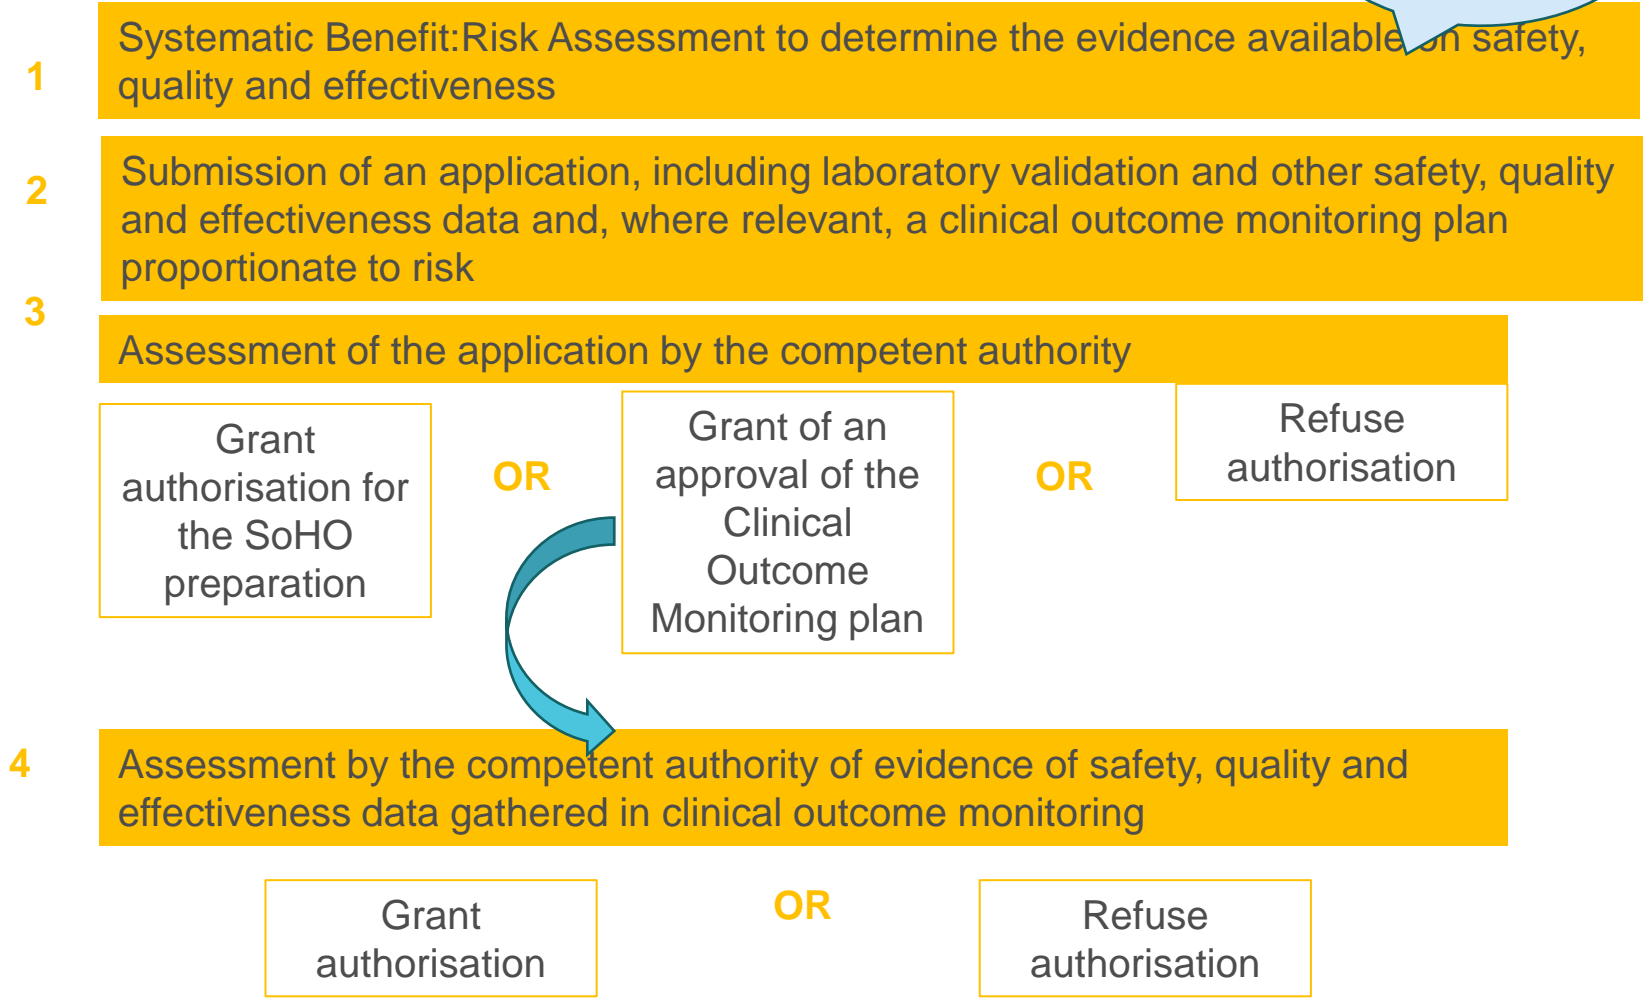 1
Systematic Benefit:Risk Assessment to determine the evidence available on safety,
quality and effectiveness
2
Submission of an application, including laboratory validation and other safety, quality
and effectiveness data and, where relevant, a clinical outcome monitoring plan
proportionate to risk
3
Assessment of the application by the competent authority
Grant
authorisation for
the SoHO
preparation
OR
Grant of an
approval of the
Clinical
Outcome
Monitoring plan
OR
Refuse
authorisation
4
Assessment by the competent authority of evidence of safety, quality and
effectiveness data gathered in clinical outcome monitoring
Grant
authorisation
OR
Refuse
authorisation